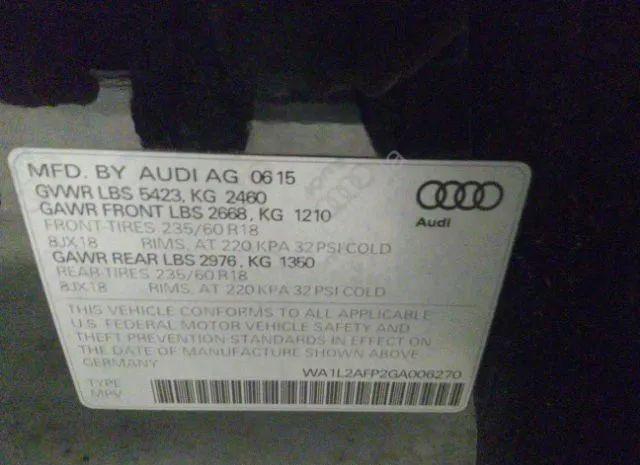 MFD. BY AUDI AG 0615
GVWR LBS 5423, KG 2460
GAWR FRONT LBS 2668, KG 1210
FRONT-TIRES 235/60 R18
8JX18 RIMS, AT 220 KPA 32 PSI COLD
GAWR REAR LBS 2976, KG 1350
REAR-TIRES 235/60 R18
8JX18 RIMS, AT 220 KPA 32 PSI COLD
Audi
THIS VEHICLE CONFORMS TO ALL APPLICABLE
U.S. FEDERAL MOTOR VEHICLE SAFETY AND
THEFT PREVENTION STANDARDS IN EFFECT ON
THE DATE OF MANUFACTURE SHOWN ABOVE.
GERMANY
WA1L2AFP2GA006270
TYPE:
MPV